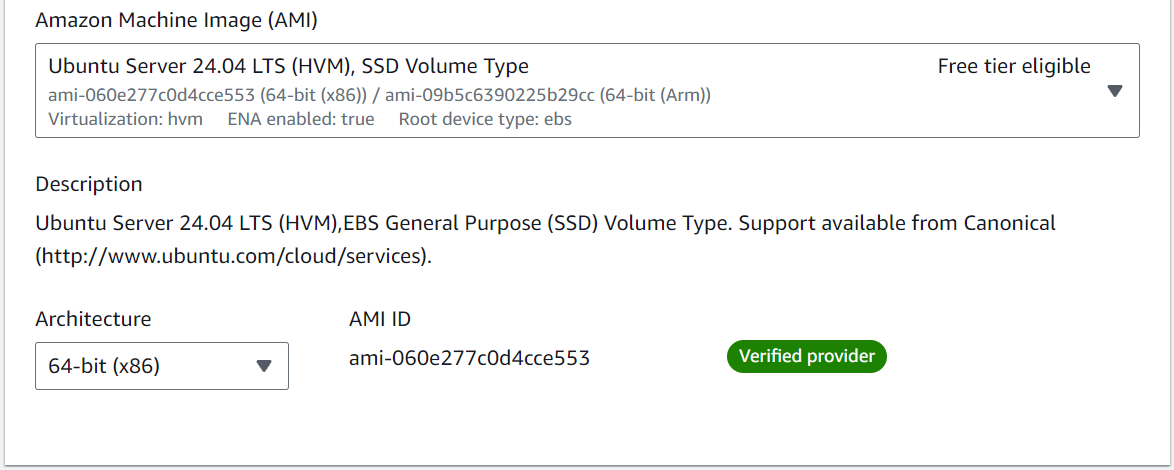 Amazon Machine Image (AMI)
Ubuntu Server 24.04 LTS (HVM), SSD Volume Type Free tier eligible
ami-060e277c0d4cce553 (64-bit (x86)) / ami-09b5c6390225b29cc (64-bit (Arm))
Virtualization: hvm ENA enabled: true Root device type: ebs
Description
Ubuntu Server 24.04 LTS (HVM),EBS General Purpose (SSD) Volume Type. Support available from Canonical
(http://www.ubuntu.com/cloud/services).
Architecture AMI ID
64-bit (x86) ami-060e277c0d4cce553 Verified provider